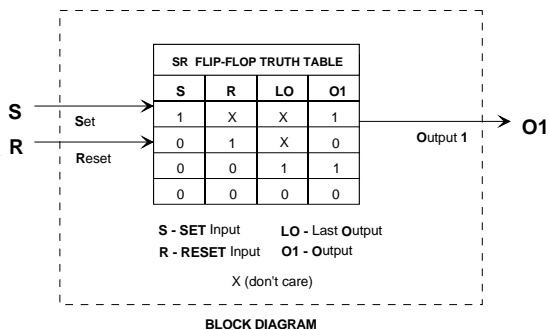 SR FLIP-FLOP TRUTH TABLE
S R LO O1
1 X X 1
0 1 X 0
0 0 1 1
0 0 0 0
S Set
R Reset
Output 1 O1
S - SET Input LO - Last Output
R - RESET Input O1 - Output
X (don't care)
BLOCK DIAGRAM